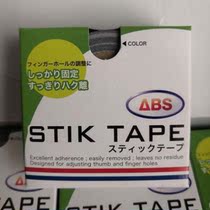 COLOR
フィンガーホールの調整に
しっかり固定
すっきりハク離
ABS
STIK TAPE
スティックテープ
Excellent adherence : easily removed : leaves no residue
Designed for adjusting thumb and finger holes